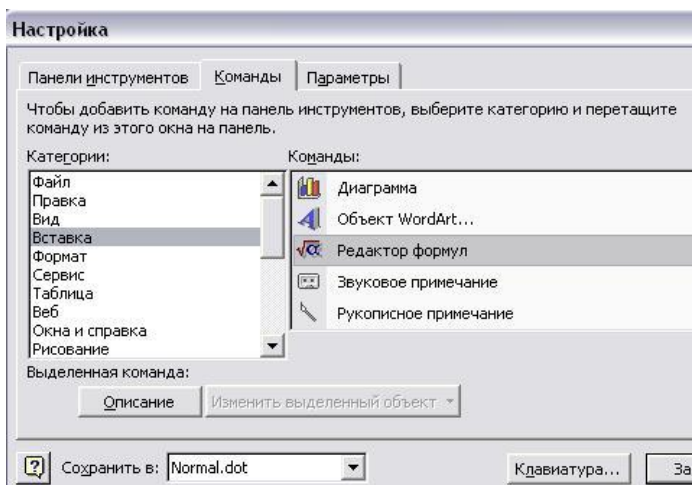 Настройка
Панели инструментов Команды Параметры
Чтобы добавить команду на панель инструментов, выберите категорию и перетащите
команду из этого окна на панель.
Категории: Команды:
Файл
Правка
Вид
Вставка
Формат
Сервис
Таблица
Веб
Окна и справка
Рисование
Диаграмма
Объект WordArt...
Редактор формул
Звуковое примечание
Рукописное примечание
Выделенная команда:
Описание Изменить выделенный объект
Сохранить в: Normal.dot Клавиатура... За